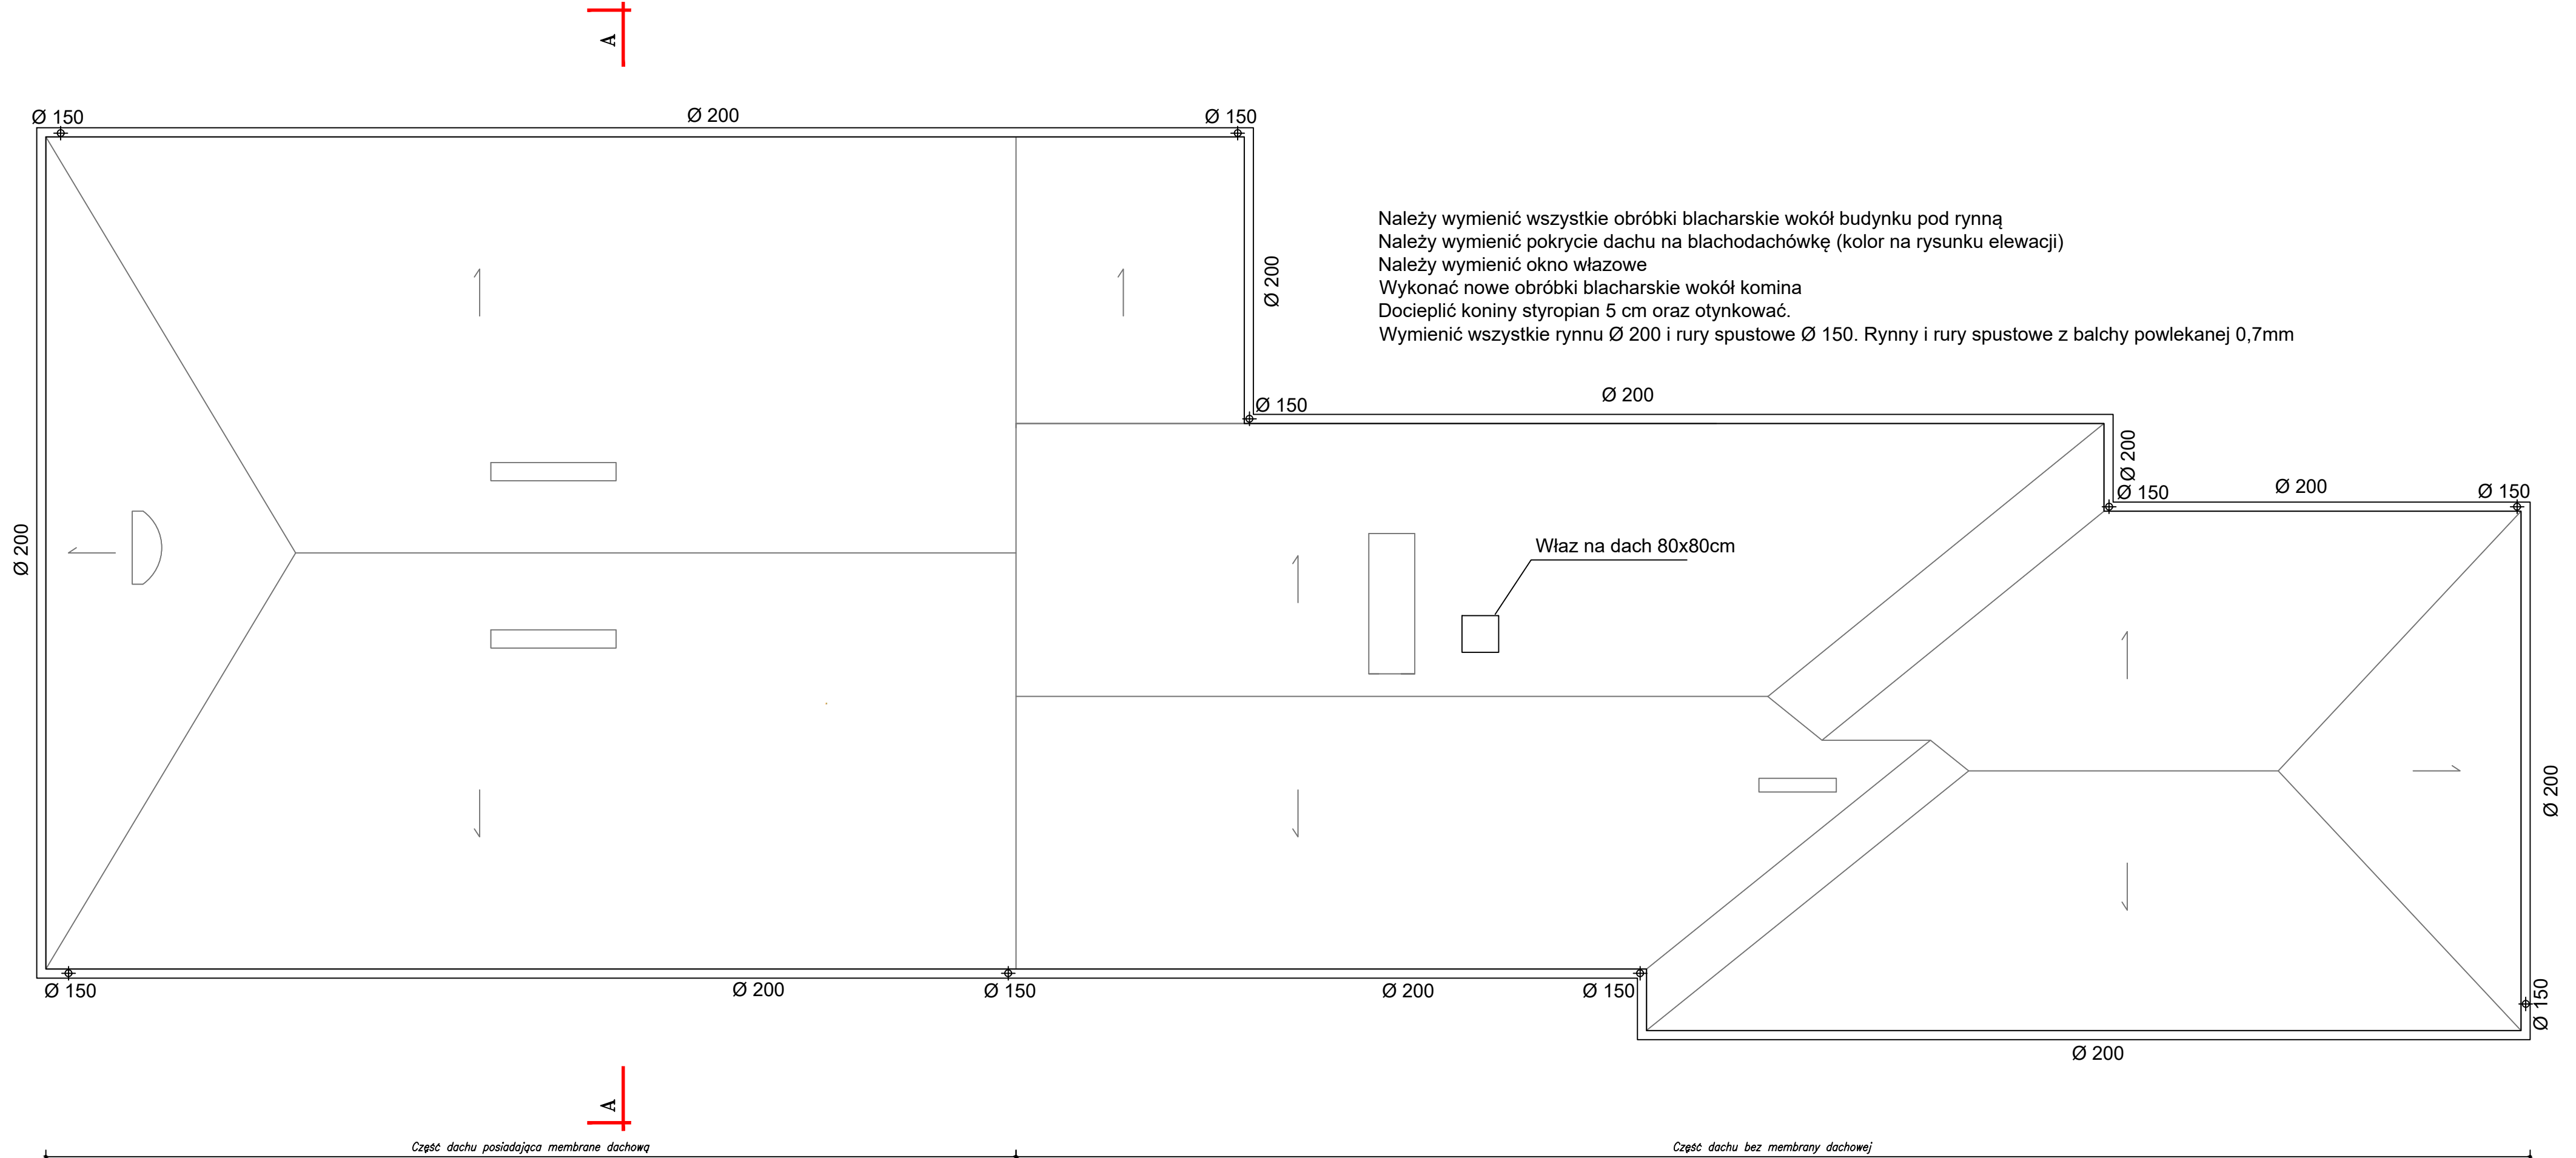 A
Ø 150
Ø 200
Ø 150
Należy wymienić wszystkie obróbki blacharskie wokół budynku pod rynną
Należy wymienić pokrycie dachu na blachodachówkę (kolor na rysunku elewacji)
Należy wymienić okno włazowe
Wykonać nowe obróbki blacharskie wokół komina
Docieplić koniny styropian 5 cm oraz otynkować.
Wymienić wszystkie rynnu Ø 200 i rury spustowe Ø 150. Rynny i rury spustowe z balchy powlekanej 0,7mm
Ø 200
Ø 150
Ø 200
Ø 200
Ø 150
Ø 200
Ø 150
Ø 200
Właz na dach 80x80cm
Ø 200
Ø 150
Ø 200
Ø 150
Ø 200
Ø 150
Ø 150
Ø 200
A
Część dachu posiadająca membrane dachową
Część dachu bez membrany dachowej